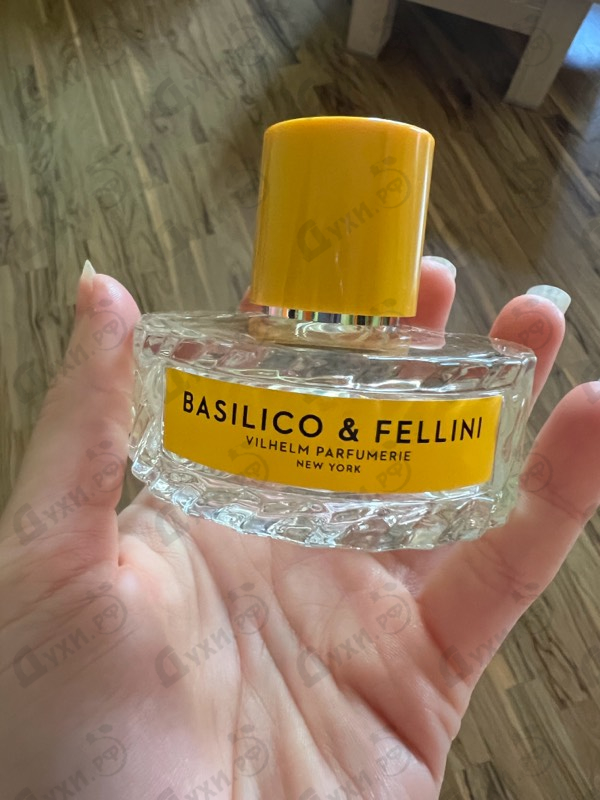 BASILICO & FELLINI
VILHELM PARFUMERIE
NEW YORK
Духи.РФ